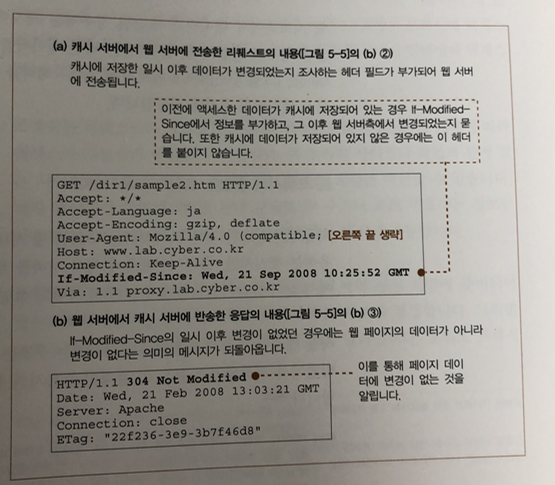 (a) 캐시 서버에서 웹 서버에 전송한 리퀘스트의 내용([그림 5-5]의 (b) ②)
캐시에 저장한 일시 이후 데이터가 변경되었는지 조사하는 헤더 필드가 부가되어 웹 서버
에 전송됩니다.
이전에 액세스한 데이터가 캐시에 저장되어 있는 경우 If-Modified-
Since에서 정보를 부가하고, 그 이후 웹 서버측에서 변경되었는지 묻
습니다. 또한 캐시에 데이터가 저장되어 있지 않은 경우에는 이 헤더
를 붙이지 않습니다.
GET /dir1/sample2.htm HTTP/1.1
Accept: */*
Accept-Language: ja
Accept-Encoding: gzip, deflate
User-Agent: Mozilla/4.0 (compatible; [오른쪽 끝 생략]
Host: www.lab.cyber.co.kr
Connection: Keep-Alive
If-Modified-Since: Wed, 21 Sep 2008 10:25:52 GMT
Via: 1.1 proxy.lab.cyber.co.kr
(b) 웹 서버에서 캐시 서버에 반송한 응답의 내용([그림 5-5]의 (b) ③)
If-Modified-Since의 일시 이후 변경이 없었던 경우에는 웹 페이지의 데이터가 아니라
변경이 없다는 의미의 메시지가 되돌아옵니다.
HTTP/1.1 304 Not Modified
Date: Wed, 21 Feb 2008 13:03:21 GMT
Server: Apache
Connection: close
ETag: "22f236-3e9-3b7f46d8"
이를 통해 페이지 데이
터에 변경이 없는 것을
알립니다.